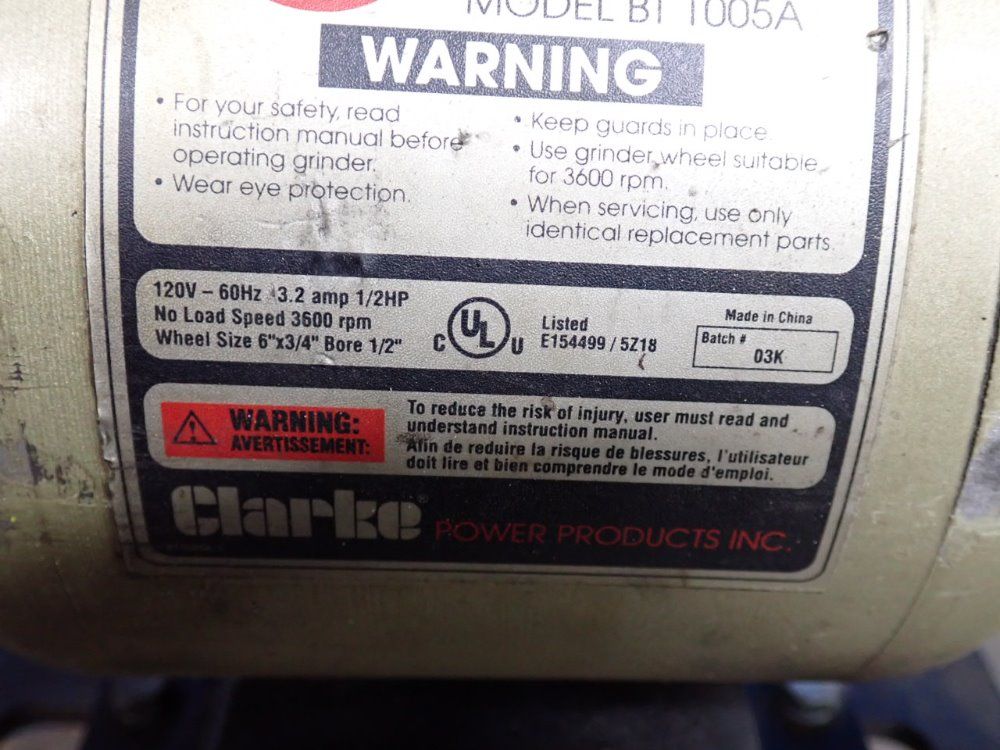 MODEL BT 1005A
WARNING
• For your safety, read
instruction manual before
operating grinder.
• Wear eye protection.
• Keep guards in place.
• Use grinder wheel suitable
for 3600 rpm.
• When servicing, use only
identical replacement parts.
120V – 60Hz 3.2 amp 1/2HP
No Load Speed 3600 rpm
Wheel Size 6"x3/4" Bore 1/2"
C UL U
Listed
E154499 / 5Z18
Made in China
Batch #
03K
WARNING:
AVERTISSEMENT:
To reduce the risk of injury, user must read and
understand instruction manual.
Afin de reduire la risque de blessures, l'utilisateur
doit lire et bien comprendre le mode d'emploi.
Clarke® POWER PRODUCTS INC.